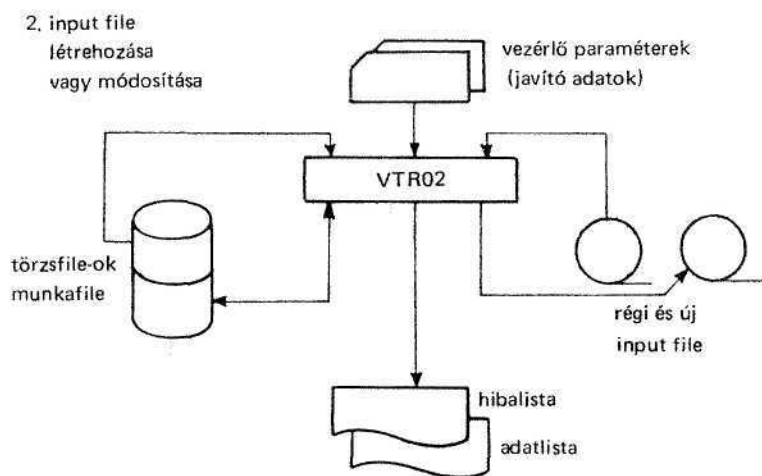 2. input file
létrehozása
vagy módosítása
vezérlő paraméterek
(javító adatok)
VTR02
törzsfile-ok
munkafile
régi és új
input file
hibalista
adatlista